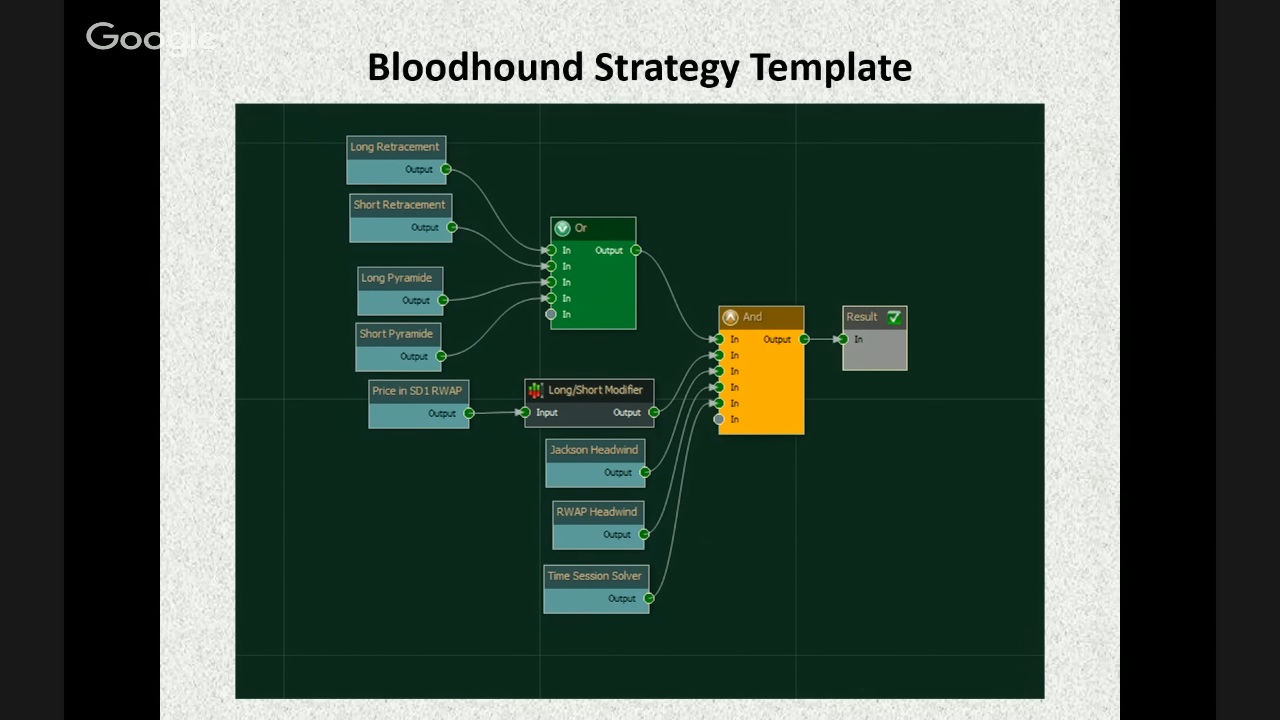 Google
Bloodhound Strategy Template
Long Retracement
Output
Short Retracement
Output
Long Pyramide
Output
Short Pyramide
Output
Price in SD1 RWAP
Output
Or
In Output
In
In
In
In
Long/Short Modifier
Input Output
Jackson Headwind
Output
RWAP Headwind
Output
Time Session Solver
Output
And
In Output
In
In
In
In
In
Result
In